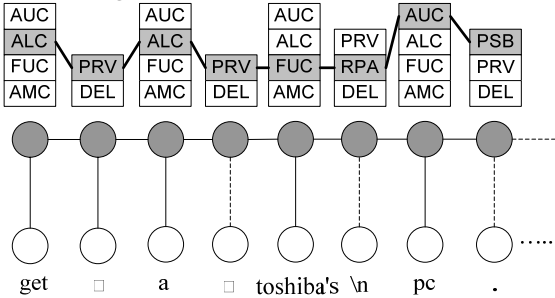 AUC AUC AUC AUC
ALC ALC ALC PRV ALC PSB
FUC PRV FUC PRV FUC RPA FUC PRV
AMC DEL AMC DEL AMC DEL AMC DEL
get □ a □ toshiba's \n pc . .....